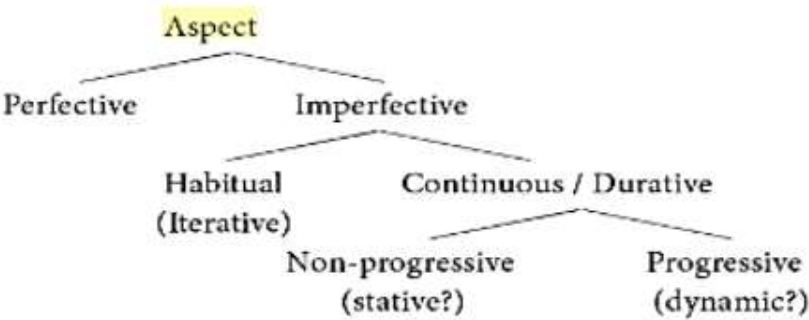 Aspect
Perfective Imperfective
Habitual Continuous / Durative
(Iterative)
Non-progressive Progressive
(stative?) (dynamic?)